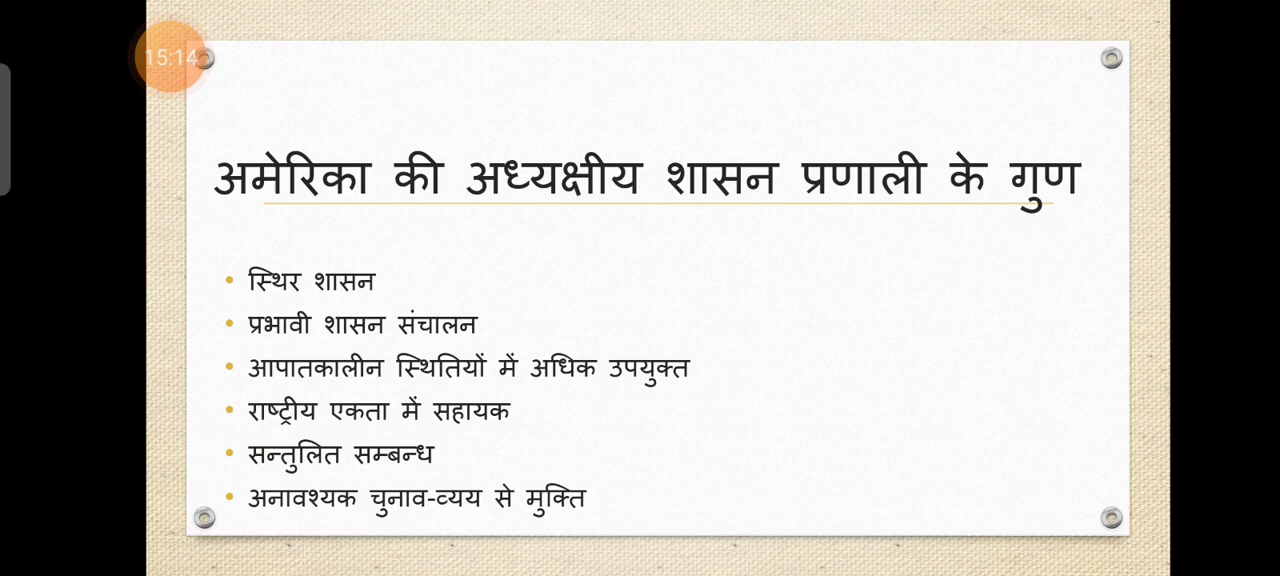 15:14
अमेरिका की अध्यक्षीय शासन प्रणाली के गुण
• स्थिर शासन
• प्रभावी शासन संचालन
• आपातकालीन स्थितियों में अधिक उपयुक्त
• राष्ट्रीय एकता में सहायक
• सन्तुलित सम्बन्ध
• अनावश्यक चुनाव-व्यय से मुक्ति